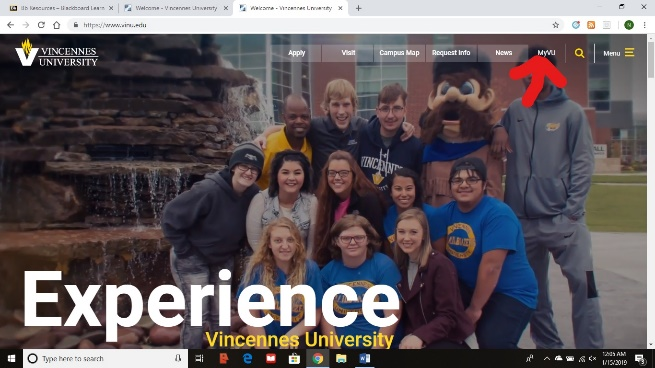 Bb Resources – Blackboard Learn
Welcome - Vincennes University
Welcome - Vincennes University
https://www.vinu.edu
N
VINCENNES
UNIVERSITY
Apply
Visit
Campus Map
Request Info
News
MyVU
Menu
VINCENNES
Experience
Vincennes University
Type here to search
12:05 AM
1/15/2019